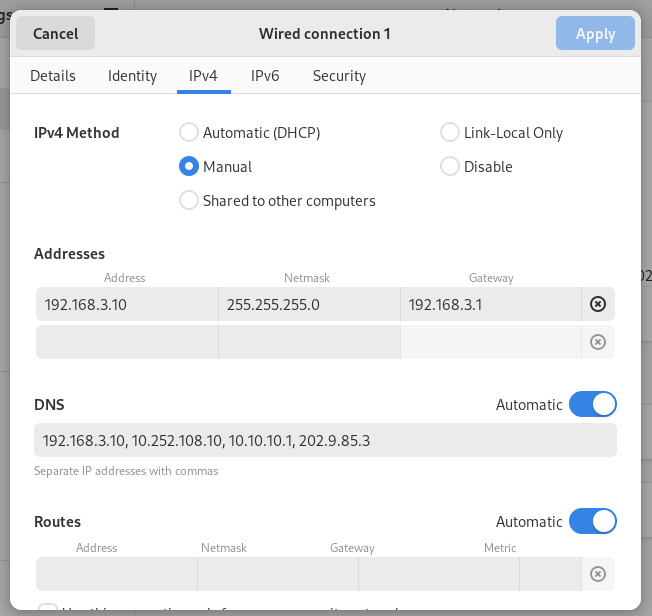 Cancel
Wired connection 1
Apply
Details
Identity
IPv4
IPv6
Security
IPv4 Method
Automatic (DHCP)
Link-Local Only
Manual
Disable
Shared to other computers
Addresses
Address
Netmask
Gateway
192.168.3.10
255.255.255.0
192.168.3.1
DNS
Automatic
192.168.3.10, 10.252.108.10, 10.10.10.1, 202.9.85.3
Separate IP addresses with commas
Routes
Automatic
Address
Netmask
Gateway
Metric